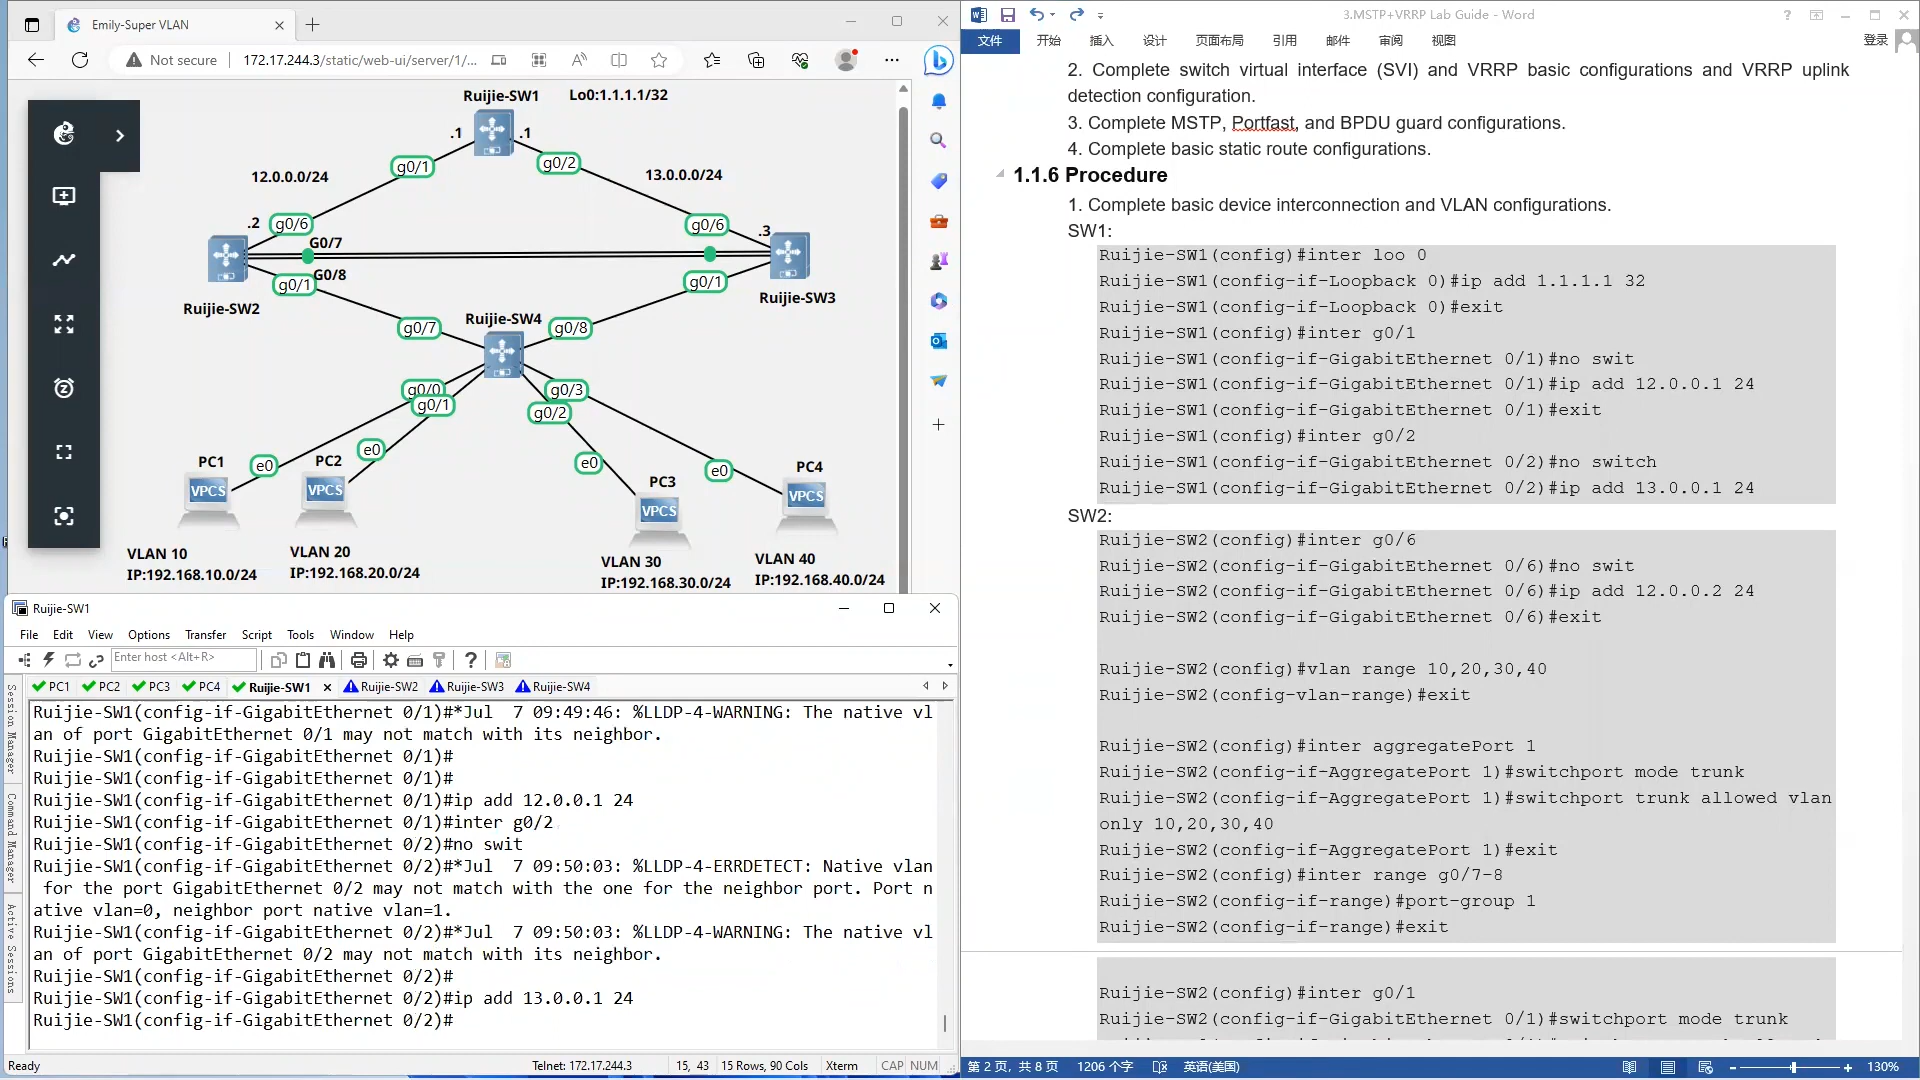 Emily-Super VLAN
Not secure
172.17.244.3/static/web-ui/server/1/...
Ruijie-SW1
Lo0:1.1.1.1/32
.1
.1
g0/1
g0/2
12.0.0.0/24
13.0.0.0/24
.2
g0/6
g0/6
.3
G0/7
G0/8
g0/1
g0/1
Ruijie-SW2
Ruijie-SW3
Ruijie-SW4
g0/7
g0/8
g0/0
g0/1
g0/3
g0/2
e0
e0
e0
e0
PC1
PC2
PC3
PC4
VPCS
VPCS
VPCS
VPCS
VLAN 10
IP:192.168.10.0/24
VLAN 20
IP:192.168.20.0/24
VLAN 30
IP:192.168.30.0/24
VLAN 40
IP:192.168.40.0/24
Ruijie-SW1
File Edit View Options Transfer Script Tools Window Help
Enter host <Alt+R>
PC1 PC2 PC3 PC4 Ruijie-SW1 Ruijie-SW2 Ruijie-SW3 Ruijie-SW4
Session Manager
Command Manager
Active Sessions
Ruijie-SW1(config-if-GigabitEthernet 0/1)#*Jul  7 09:49:46: %LLDP-4-WARNING: The native vl
an of port GigabitEthernet 0/1 may not match with its neighbor.
Ruijie-SW1(config-if-GigabitEthernet 0/1)#
Ruijie-SW1(config-if-GigabitEthernet 0/1)#
Ruijie-SW1(config-if-GigabitEthernet 0/1)#ip add 12.0.0.1 24
Ruijie-SW1(config-if-GigabitEthernet 0/1)#inter g0/2
Ruijie-SW1(config-if-GigabitEthernet 0/2)#no swit
Ruijie-SW1(config-if-GigabitEthernet 0/2)#*Jul  7 09:50:03: %LLDP-4-ERRDETECT: Native vlan
for the port GigabitEthernet 0/2 may not match with the one for the neighbor port. Port n
ative vlan=0, neighbor port native vlan=1.
Ruijie-SW1(config-if-GigabitEthernet 0/2)#*Jul  7 09:50:03: %LLDP-4-WARNING: The native vl
an of port GigabitEthernet 0/2 may not match with its neighbor.
Ruijie-SW1(config-if-GigabitEthernet 0/2)#
Ruijie-SW1(config-if-GigabitEthernet 0/2)#ip add 13.0.0.1 24
Ruijie-SW1(config-if-GigabitEthernet 0/2)#
Ready
Telnet: 172.17.244.3
15, 43
15 Rows, 90 Cols
Xterm
CAP NUM
3.MSTP+VRRP Lab Guide - Word
文件 开始 插入 设计 页面布局 引用 邮件 审阅 视图
登录
2. Complete switch virtual interface (SVI) and VRRP basic configurations and VRRP uplink
detection configuration.
3. Complete MSTP, Portfast, and BPDU guard configurations.
4. Complete basic static route configurations.
1.1.6 Procedure
1. Complete basic device interconnection and VLAN configurations.
SW1:
Ruijie-SW1(config)#inter loo 0
Ruijie-SW1(config-if-Loopback 0)#ip add 1.1.1.1 32
Ruijie-SW1(config-if-Loopback 0)#exit
Ruijie-SW1(config)#inter g0/1
Ruijie-SW1(config-if-GigabitEthernet 0/1)#no swit
Ruijie-SW1(config-if-GigabitEthernet 0/1)#ip add 12.0.0.1 24
Ruijie-SW1(config-if-GigabitEthernet 0/1)#exit
Ruijie-SW1(config)#inter g0/2
Ruijie-SW1(config-if-GigabitEthernet 0/2)#no switch
Ruijie-SW1(config-if-GigabitEthernet 0/2)#ip add 13.0.0.1 24
SW2:
Ruijie-SW2(config)#inter g0/6
Ruijie-SW2(config-if-GigabitEthernet 0/6)#no swit
Ruijie-SW2(config-if-GigabitEthernet 0/6)#ip add 12.0.0.2 24
Ruijie-SW2(config-if-GigabitEthernet 0/6)#exit
Ruijie-SW2(config)#vlan range 10,20,30,40
Ruijie-SW2(config-vlan-range)#exit
Ruijie-SW2(config)#inter aggregatePort 1
Ruijie-SW2(config-if-AggregatePort 1)#switchport mode trunk
Ruijie-SW2(config-if-AggregatePort 1)#switchport trunk allowed vlan
only 10,20,30,40
Ruijie-SW2(config-if-AggregatePort 1)#exit
Ruijie-SW2(config)#inter range g0/7-8
Ruijie-SW2(config-if-range)#port-group 1
Ruijie-SW2(config-if-range)#exit
Ruijie-SW2(config)#inter g0/1
Ruijie-SW2(config-if-GigabitEthernet 0/1)#switchport mode trunk
第 2 页，共 8 页
1206 个字
英语(美国)
130%